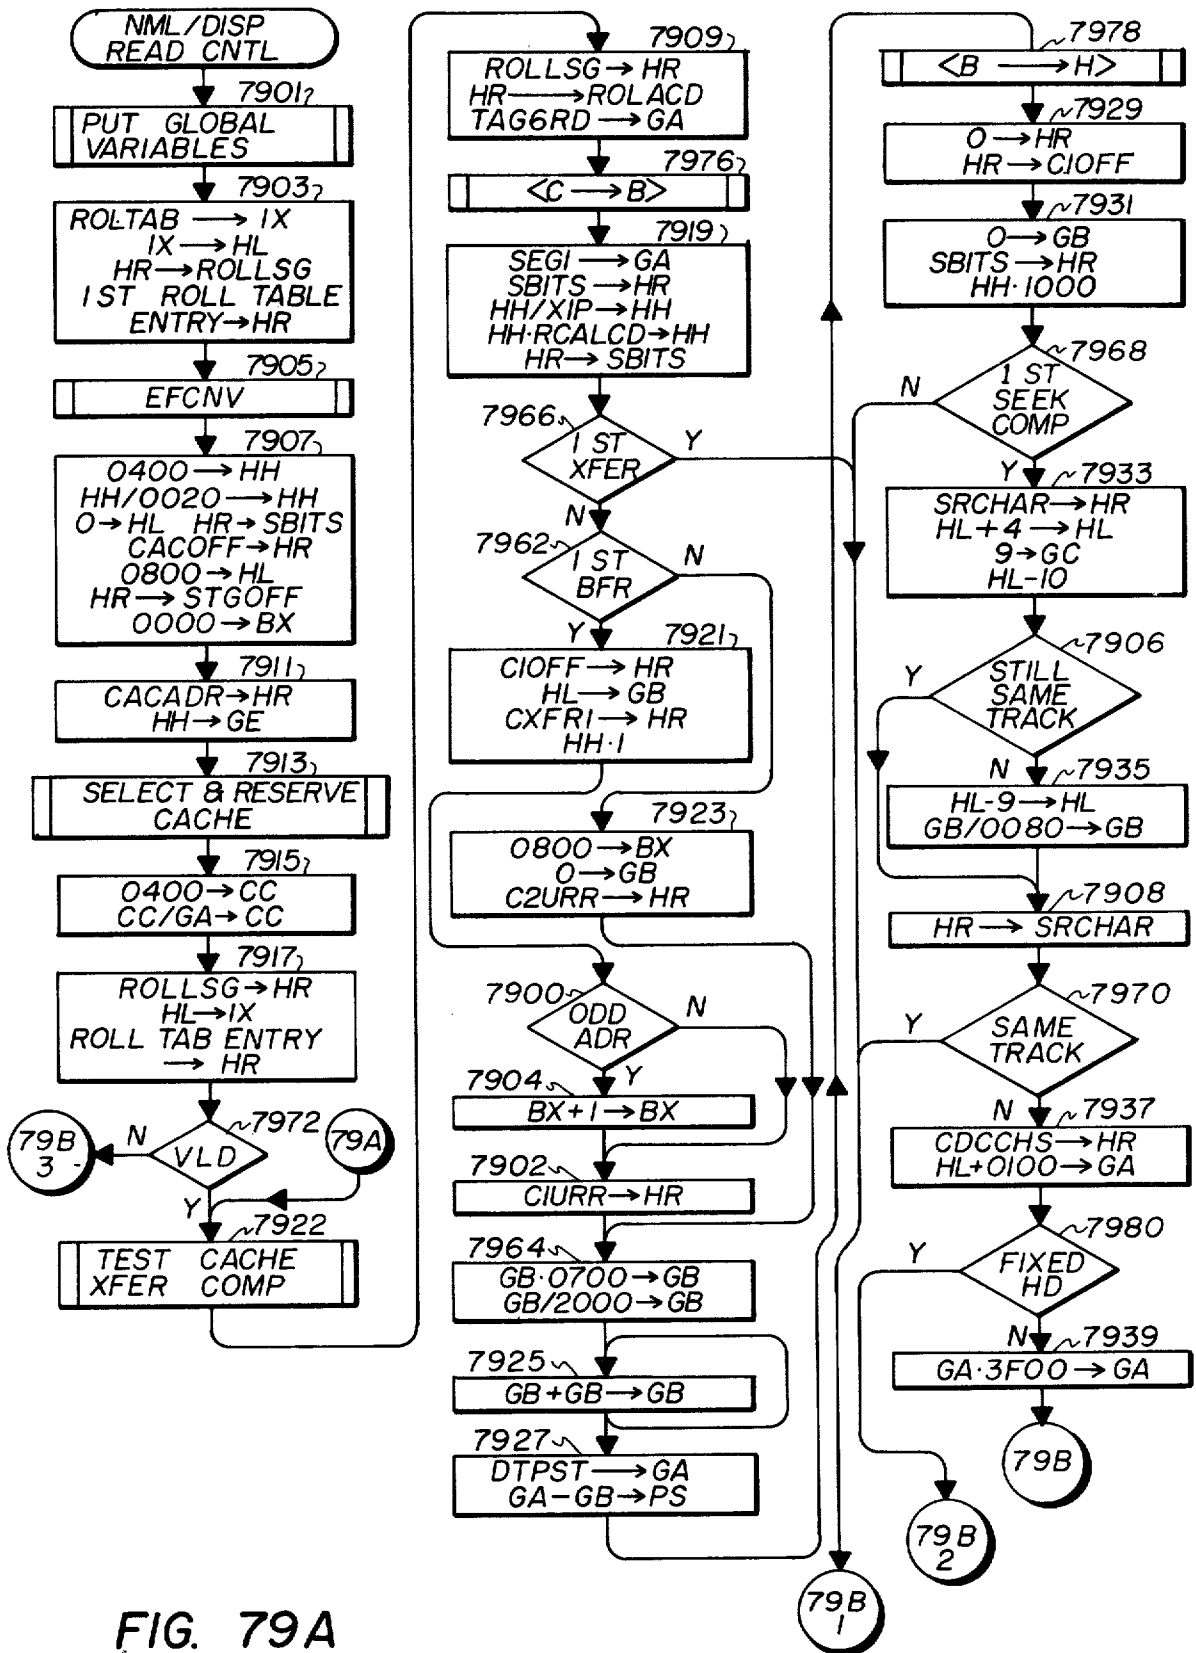 NML/DISP
READ CNTL
7901
PUT GLOBAL
VARIABLES
7903
ROLTAB → IX
IX → HL
HR → ROLLSG
1ST ROLL TABLE
ENTRY → HR
7905
EFCNV
7907
0400 → HH
HH/0020 → HH
0 → HL HR → SBITS
CACOFF → HR
0800 → HL
HR → STGOFF
0000 → BX
7911
CACADR → HR
HH → GE
7913
SELECT & RESERVE
CACHE
7915
0400 → CC
CC/GA → CC
7917
ROLLSG → HR
HL → IX
ROLL TAB ENTRY
→ HR
7972
VLD
N
Y
79B
3
79A
7922
TEST CACHE
XFER COMP
7909
ROLLSG → HR
HR → ROLACD
TAG6RD → GA
7976
<C → B>
7919
SEG1 → GA
SBITS → HR
HH/XIP → HH
HH·RCALCD → HH
HR → SBITS
7966
1 ST
XFER
Y
N
7962
1 ST
BFR
N
Y
7921
C1OFF → HR
HL → GB
CXFR1 → HR
HH·1
7923
0800 → BX
0 → GB
C2URR → HR
7900
ODD
ADR
N
Y
7904
BX+1 → BX
7902
C1URR → HR
7964
GB·0700 → GB
GB/2000 → GB
7925
GB+GB → GB
7927
DTPST → GA
GA-GB → PS
7978
<B → H>
7929
0 → HR
HR → C1OFF
7931
0 → GB
SBITS → HR
HH·1000
7968
1 ST
SEEK
COMP
N
Y
7933
SRCHAR → HR
HL+4 → HL
9 → GC
HL-10
7906
STILL
SAME
TRACK
Y
N
7935
HL-9 → HL
GB/0080 → GB
7908
HR → SRCHAR
7970
SAME
TRACK
Y
N
7937
CDCCHS → HR
HL+0100 → GA
7980
FIXED
HD
Y
N
7939
GA·3F00 → GA
79B
79B
2
79B
1
FIG. 79A